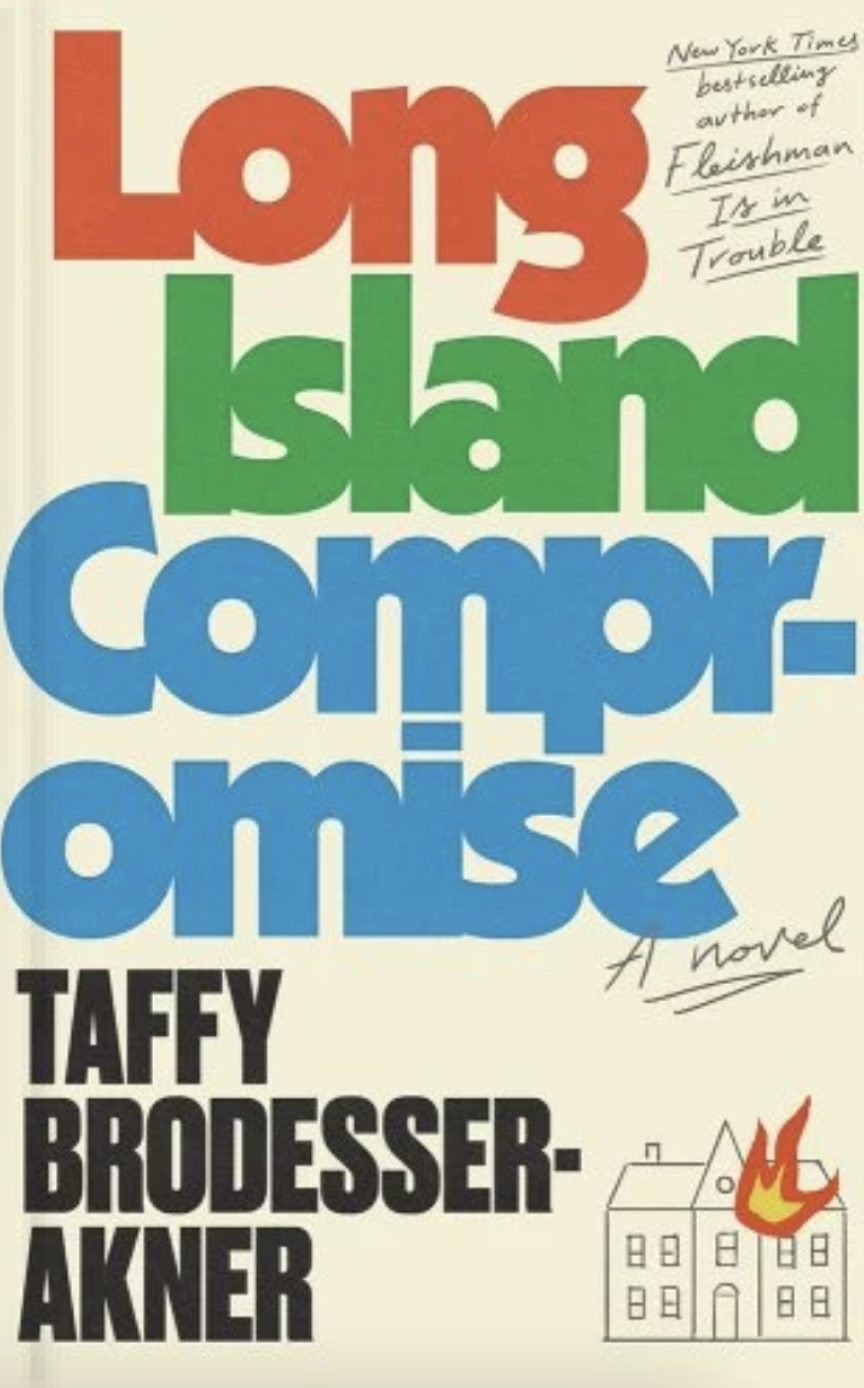 Long
Island
Compr-
omise
New York Times
bestselling
author of
Fleishman
Is in
Trouble
A novel
TAFFY
BRODESSER-
AKNER